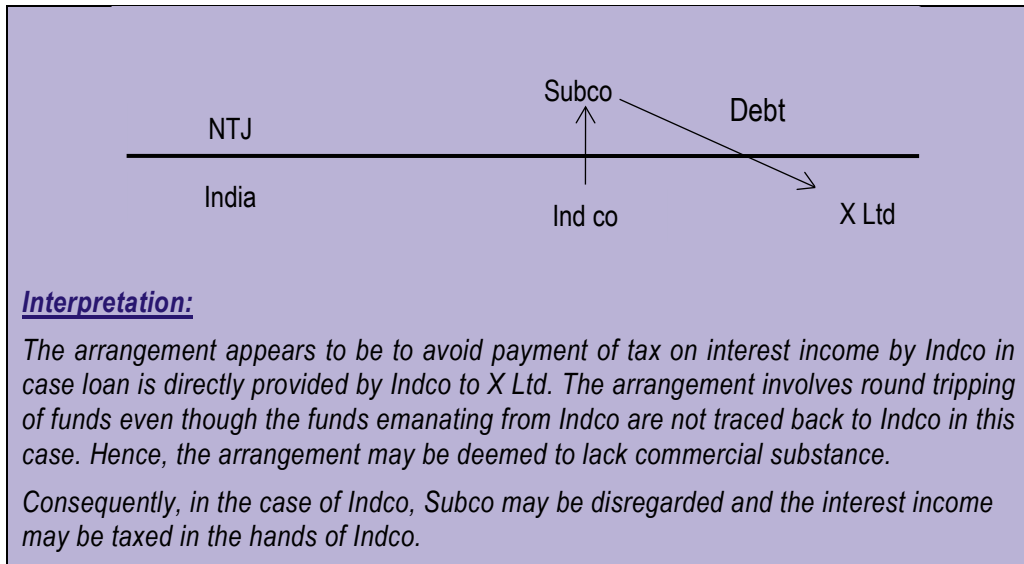 Subco
Debt
NTJ
India
Ind co
X Ltd
Interpretation:
The arrangement appears to be to avoid payment of tax on interest income by Indco in
case loan is directly provided by Indco to X Ltd. The arrangement involves round tripping
of funds even though the funds emanating from Indco are not traced back to Indco in this
case. Hence, the arrangement may be deemed to lack commercial substance.
Consequently, in the case of Indco, Subco may be disregarded and the interest income
may be taxed in the hands of Indco.